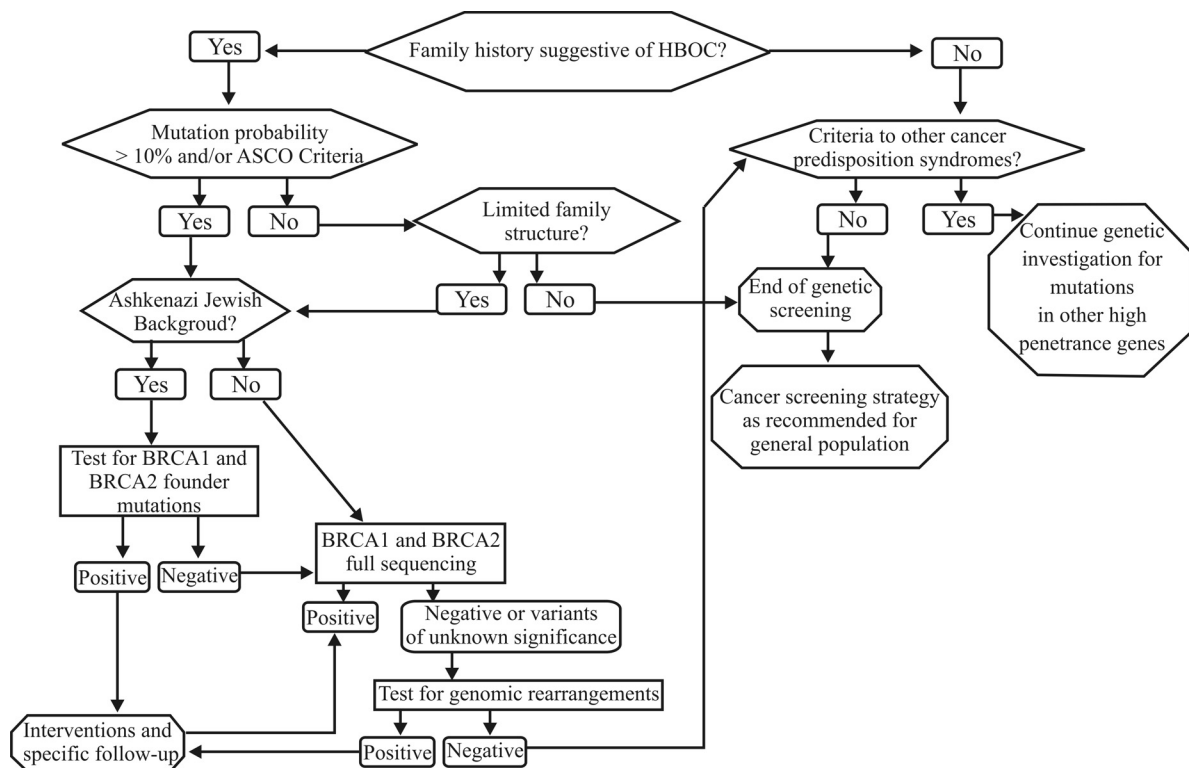 Family history suggestive of HBOC?
Yes
No
Mutation probability
> 10% and/or ASCO Criteria
Criteria to other cancer
predisposition syndromes?
Yes
No
Limited family
structure?
No
Yes
Continue genetic
investigation for
mutations
in other high
penetrance genes
Ashkenazi Jewish
Backgroud?
Yes
No
End of genetic
screening
Yes
No
Cancer screening strategy
as recommended for
general population
Test for BRCA1 and
BRCA2 founder
mutations
BRCA1 and BRCA2
full sequencing
Positive
Negative
Positive
Negative or variants
of unknown significance
Test for genomic rearrangements
Interventions and
specific follow-up
Positive
Negative